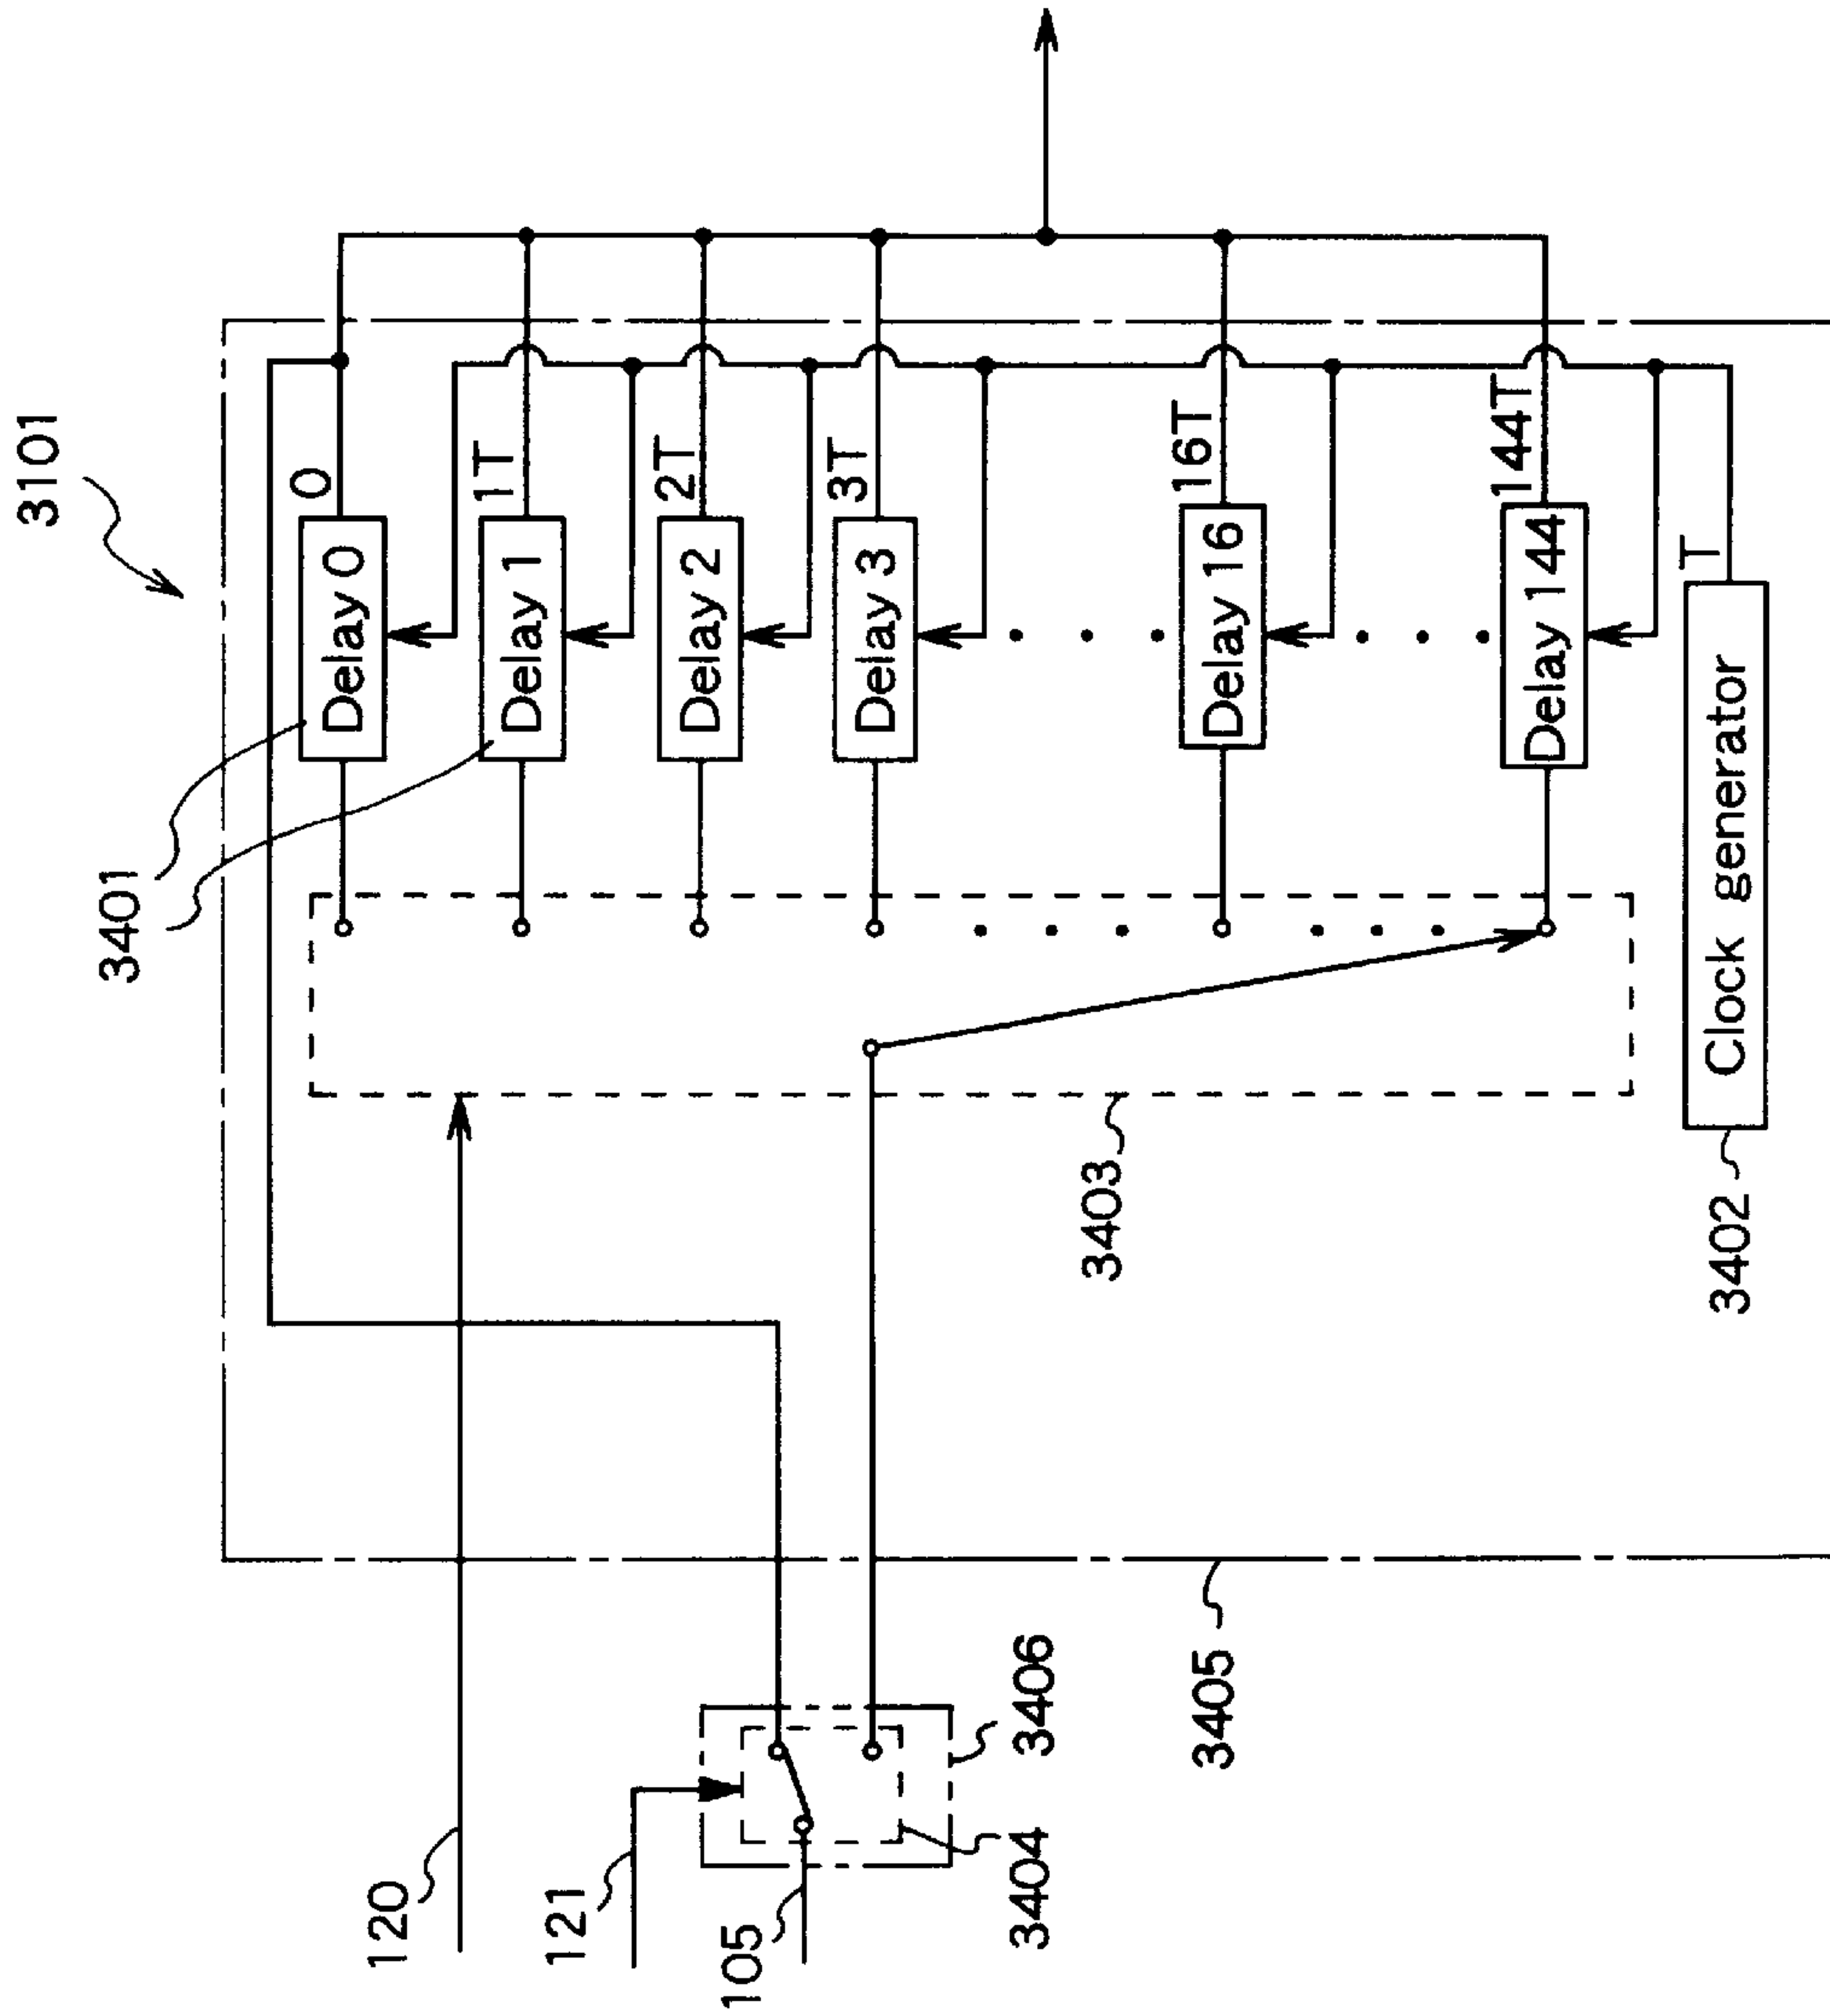 3101
3401
0
Delay 0
1T
Delay 1
2T
Delay 2
3T
Delay 3
16T
Delay 16
144T
Delay 144
T
Clock generator
3402
3403
120
121
105
3404
3406
3405